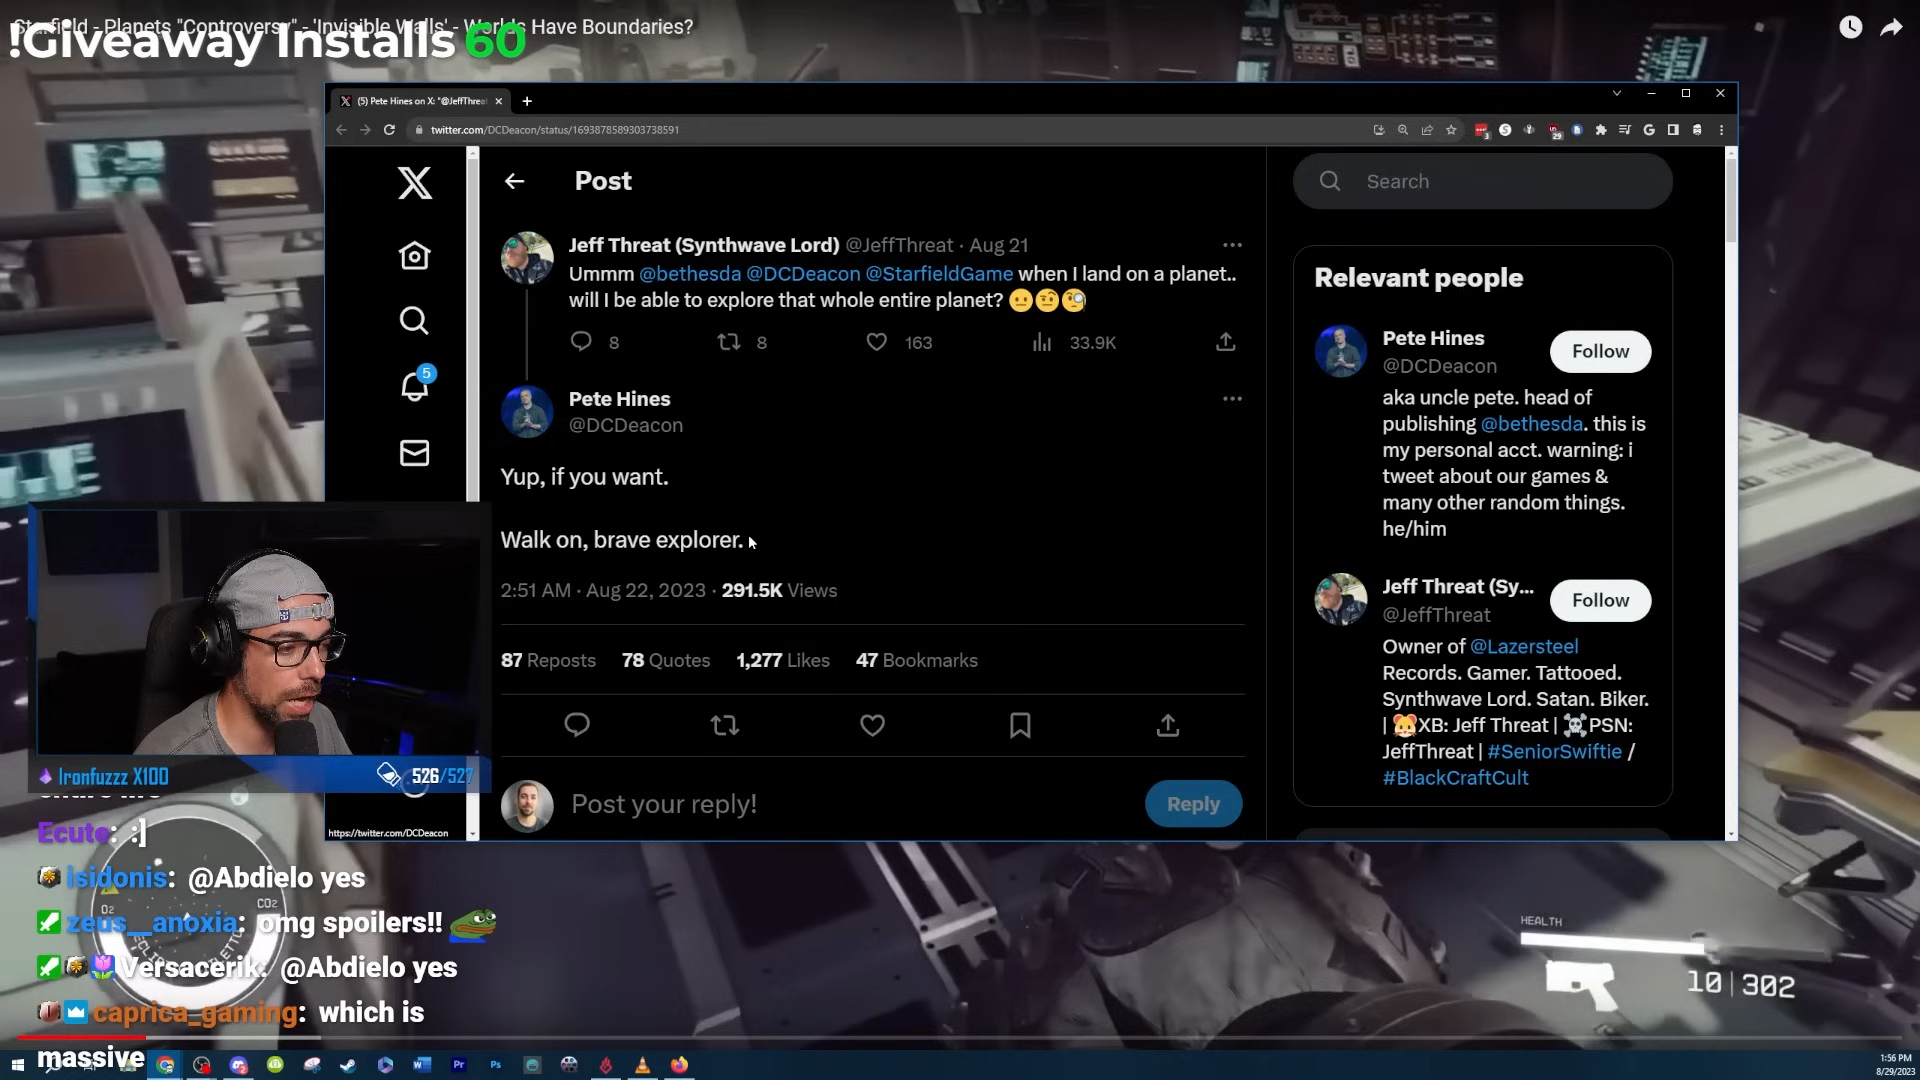 Starfield - Planets "Controversy" - 'Invisible Walls' - Worlds Have Boundaries?
!Giveaway Installs 60
(5) Pete Hines on X: "@JeffThrea
twitter.com/DCDeacon/status/1693878589303738591
Post
Search
Jeff Threat (Synthwave Lord) @JeffThreat · Aug 21
Ummm @bethesda @DCDeacon @StarfieldGame when I land on a planet..
will I be able to explore that whole entire planet? 😐🤨🧐
8 8 163 33.9K
5
Pete Hines
@DCDeacon
Yup, if you want.
Walk on, brave explorer.
2:51 AM · Aug 22, 2023 · 291.5K Views
87 Reposts 78 Quotes 1,277 Likes 47 Bookmarks
Post your reply!
Reply
https://twitter.com/DCDeacon
Relevant people
Pete Hines
@DCDeacon
Follow
aka uncle pete. head of
publishing @bethesda. this is
my personal acct. warning: i
tweet about our games &
many other random things.
he/him
Jeff Threat (Sy...
@JeffThreat
Follow
Owner of @Lazersteel
Records. Gamer. Tattooed.
Synthwave Lord. Satan. Biker.
| 🐹XB: Jeff Threat | ☠️PSN:
JeffThreat | #SeniorSwiftie /
#BlackCraftCult
Ironfuzzz X100
526/527
Ecute: :]
isidonis: @Abdielo yes
zeus__anoxia: omg spoilers!!
Versacerik: @Abdielo yes
caprica_gaming: which is
massive
O2
CO2
HEALTH
10 | 302
1:56 PM
8/29/2023